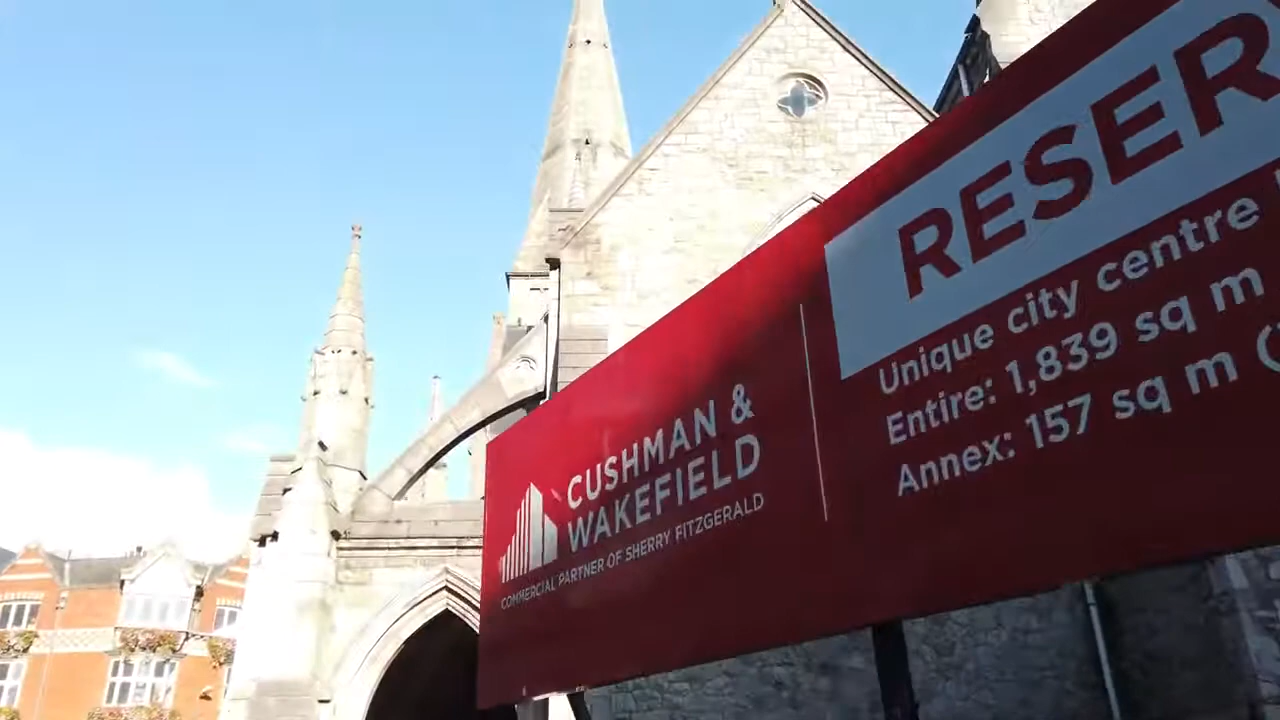 CUSHMAN &
WAKEFIELD
COMMERCIAL PARTNER OF SHERRY FITZGERALD
RESER
Unique city centre
Entire: 1,839 sq m
Annex: 157 sq m (